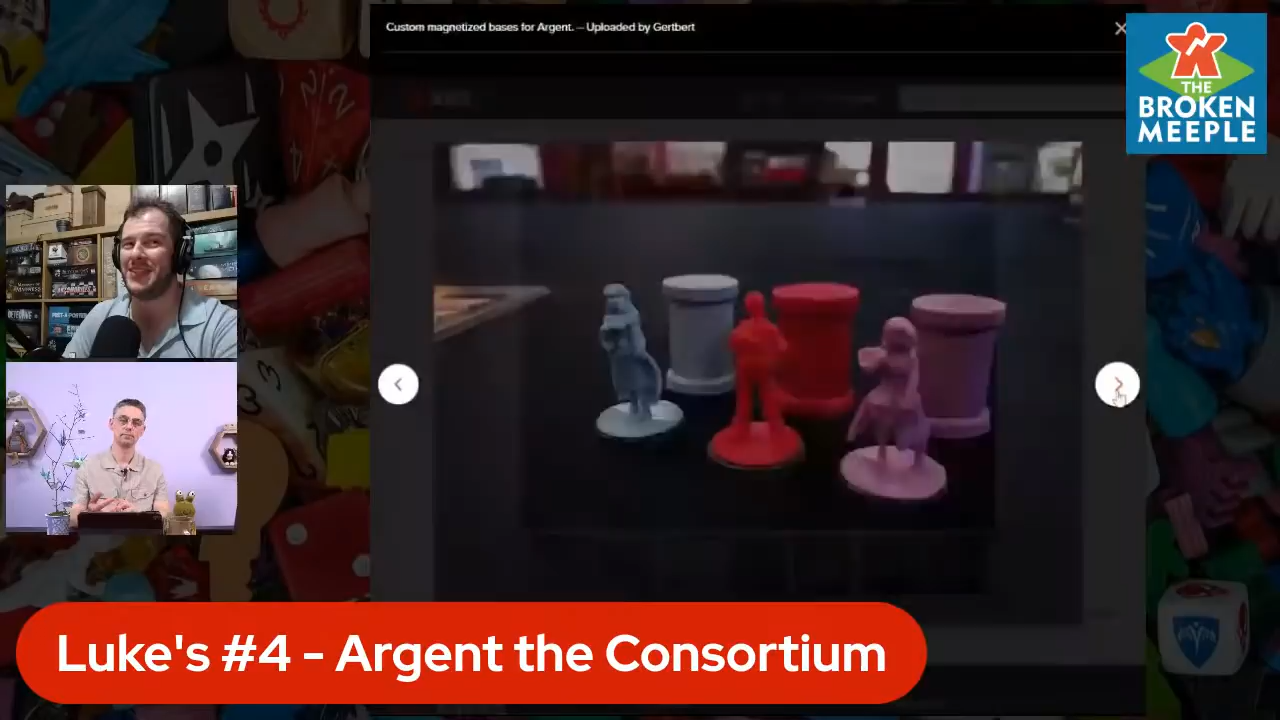 Custom magnetized bases for Argent. – Uploaded by Gertbert
THE
BROKEN
MEEPLE
Luke's #4 - Argent the Consortium